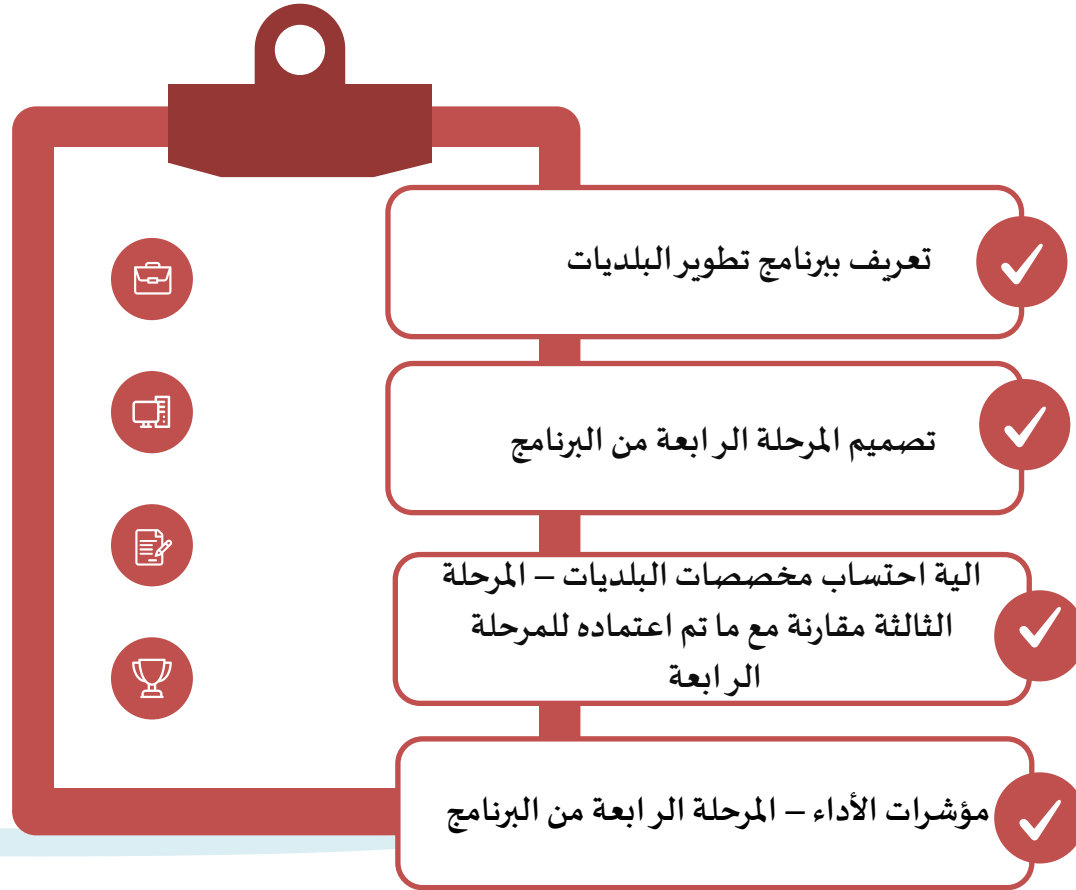 تعريف ببرنامج تطوير البلديات
تصميم المرحلة الرابعة من البرنامج
الية احتساب مخصصات البلديات – المرحلة
الثالثة مقارنة مع ما تم اعتماده للمرحلة
الرابعة
مؤشرات الأداء – المرحلة الرابعة من البرنامج